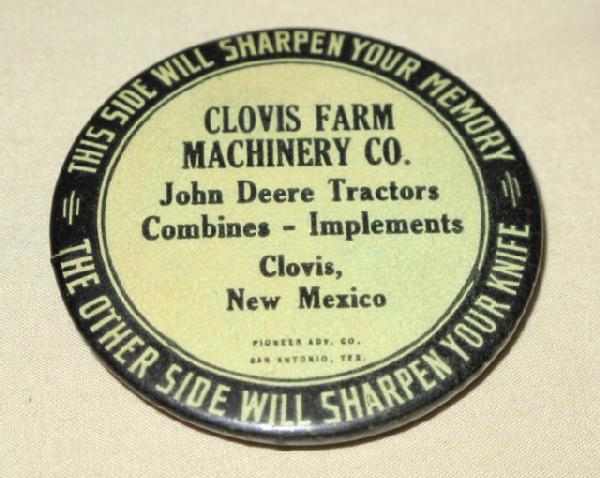 THIS SIDE WILL SHARPEN YOUR MEMORY
CLOVIS FARM
MACHINERY CO.
John Deere Tractors
Combines - Implements
Clovis,
New Mexico
PIONEER ADV. CO.
SAN ANTONIO, TEX.
THE OTHER SIDE WILL SHARPEN YOUR KNIFE